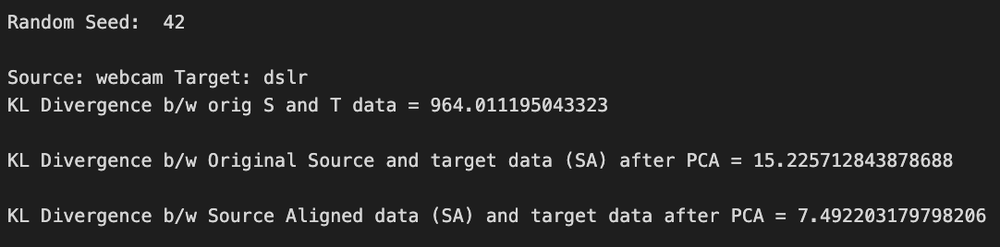 Random Seed:  42
Source: webcam Target: dslr
KL Divergence b/w orig S and T data = 964.011195043323
KL Divergence b/w Original Source and target data (SA) after PCA = 15.225712843878688
KL Divergence b/w Source Aligned data (SA) and target data after PCA = 7.492203179798206